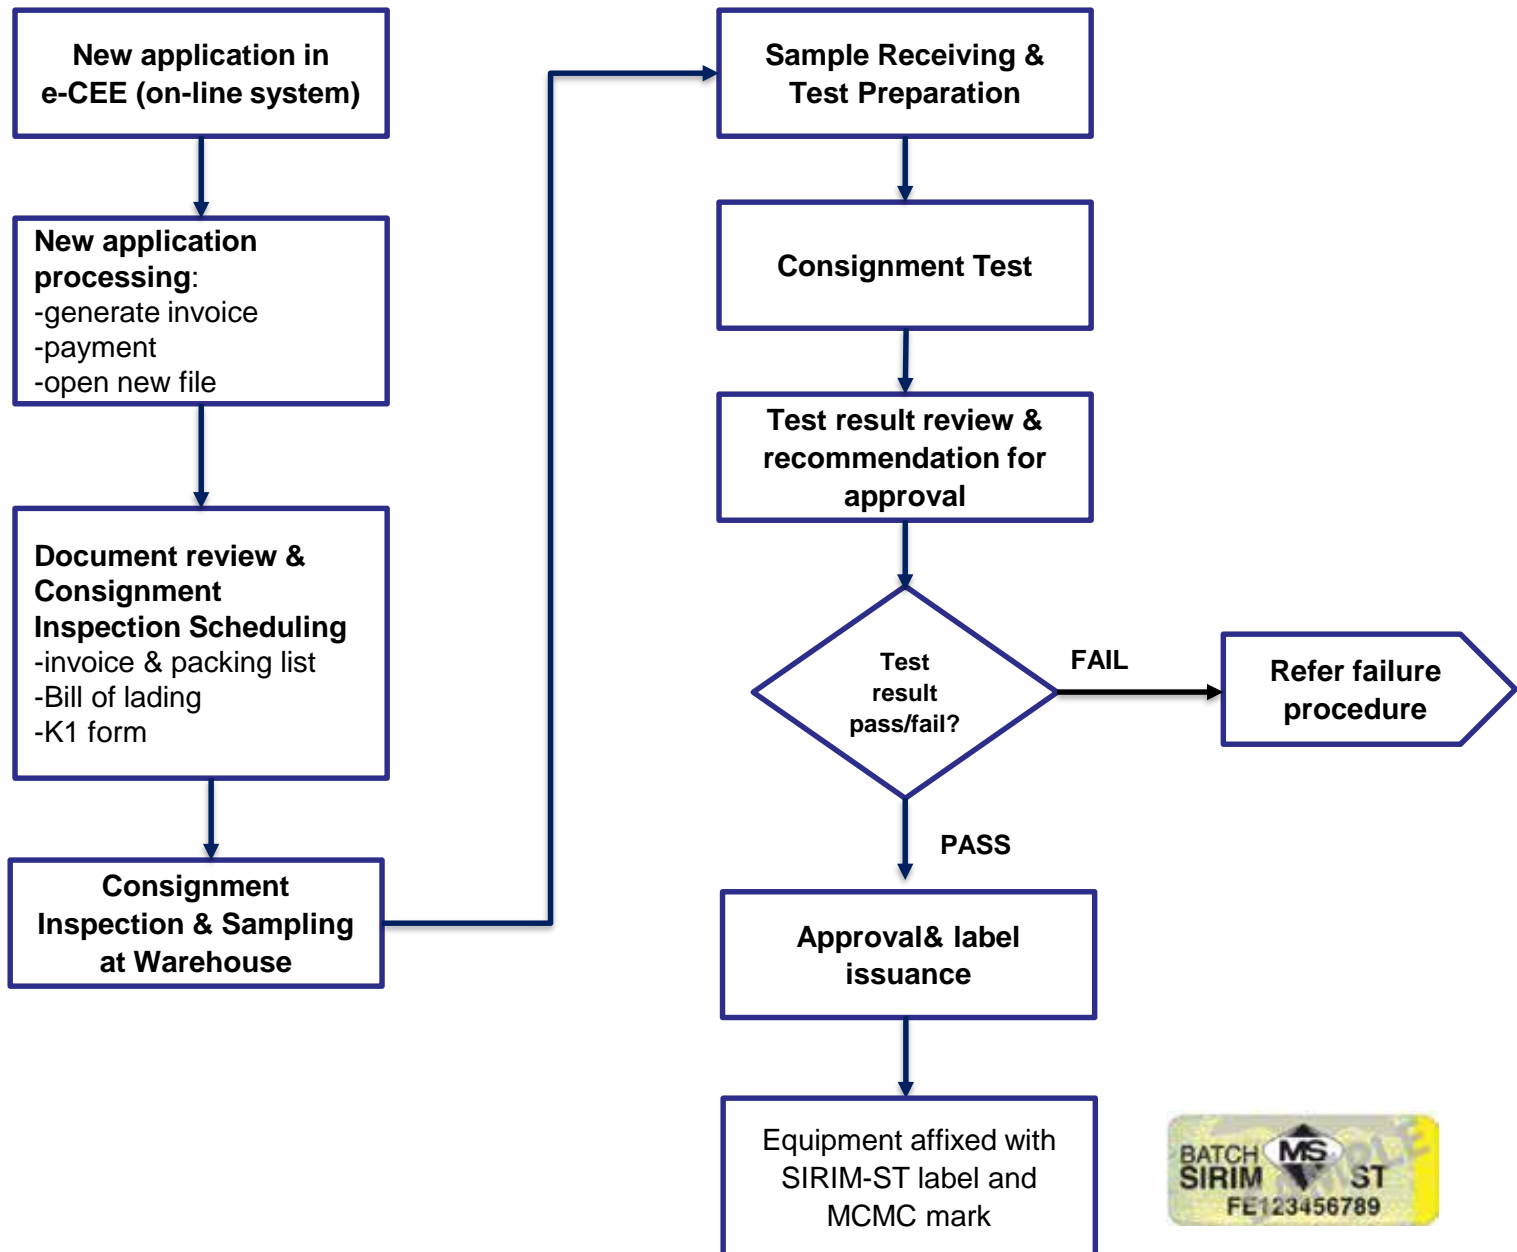 New application in
e-CEE (on-line system)
New application
processing:
-generate invoice
-payment
-open new file
Document review &
Consignment
Inspection Scheduling
-invoice & packing list
-Bill of lading
-K1 form
Consignment
Inspection & Sampling
at Warehouse
Sample Receiving &
Test Preparation
Consignment Test
Test result review &
recommendation for
approval
Test
result
pass/fail?
FAIL
Refer failure
procedure
PASS
Approval& label
issuance
Equipment affixed with
SIRIM-ST label and
MCMC mark
BATCH MS
SIRIM ST
FE123456789
SAMPLE